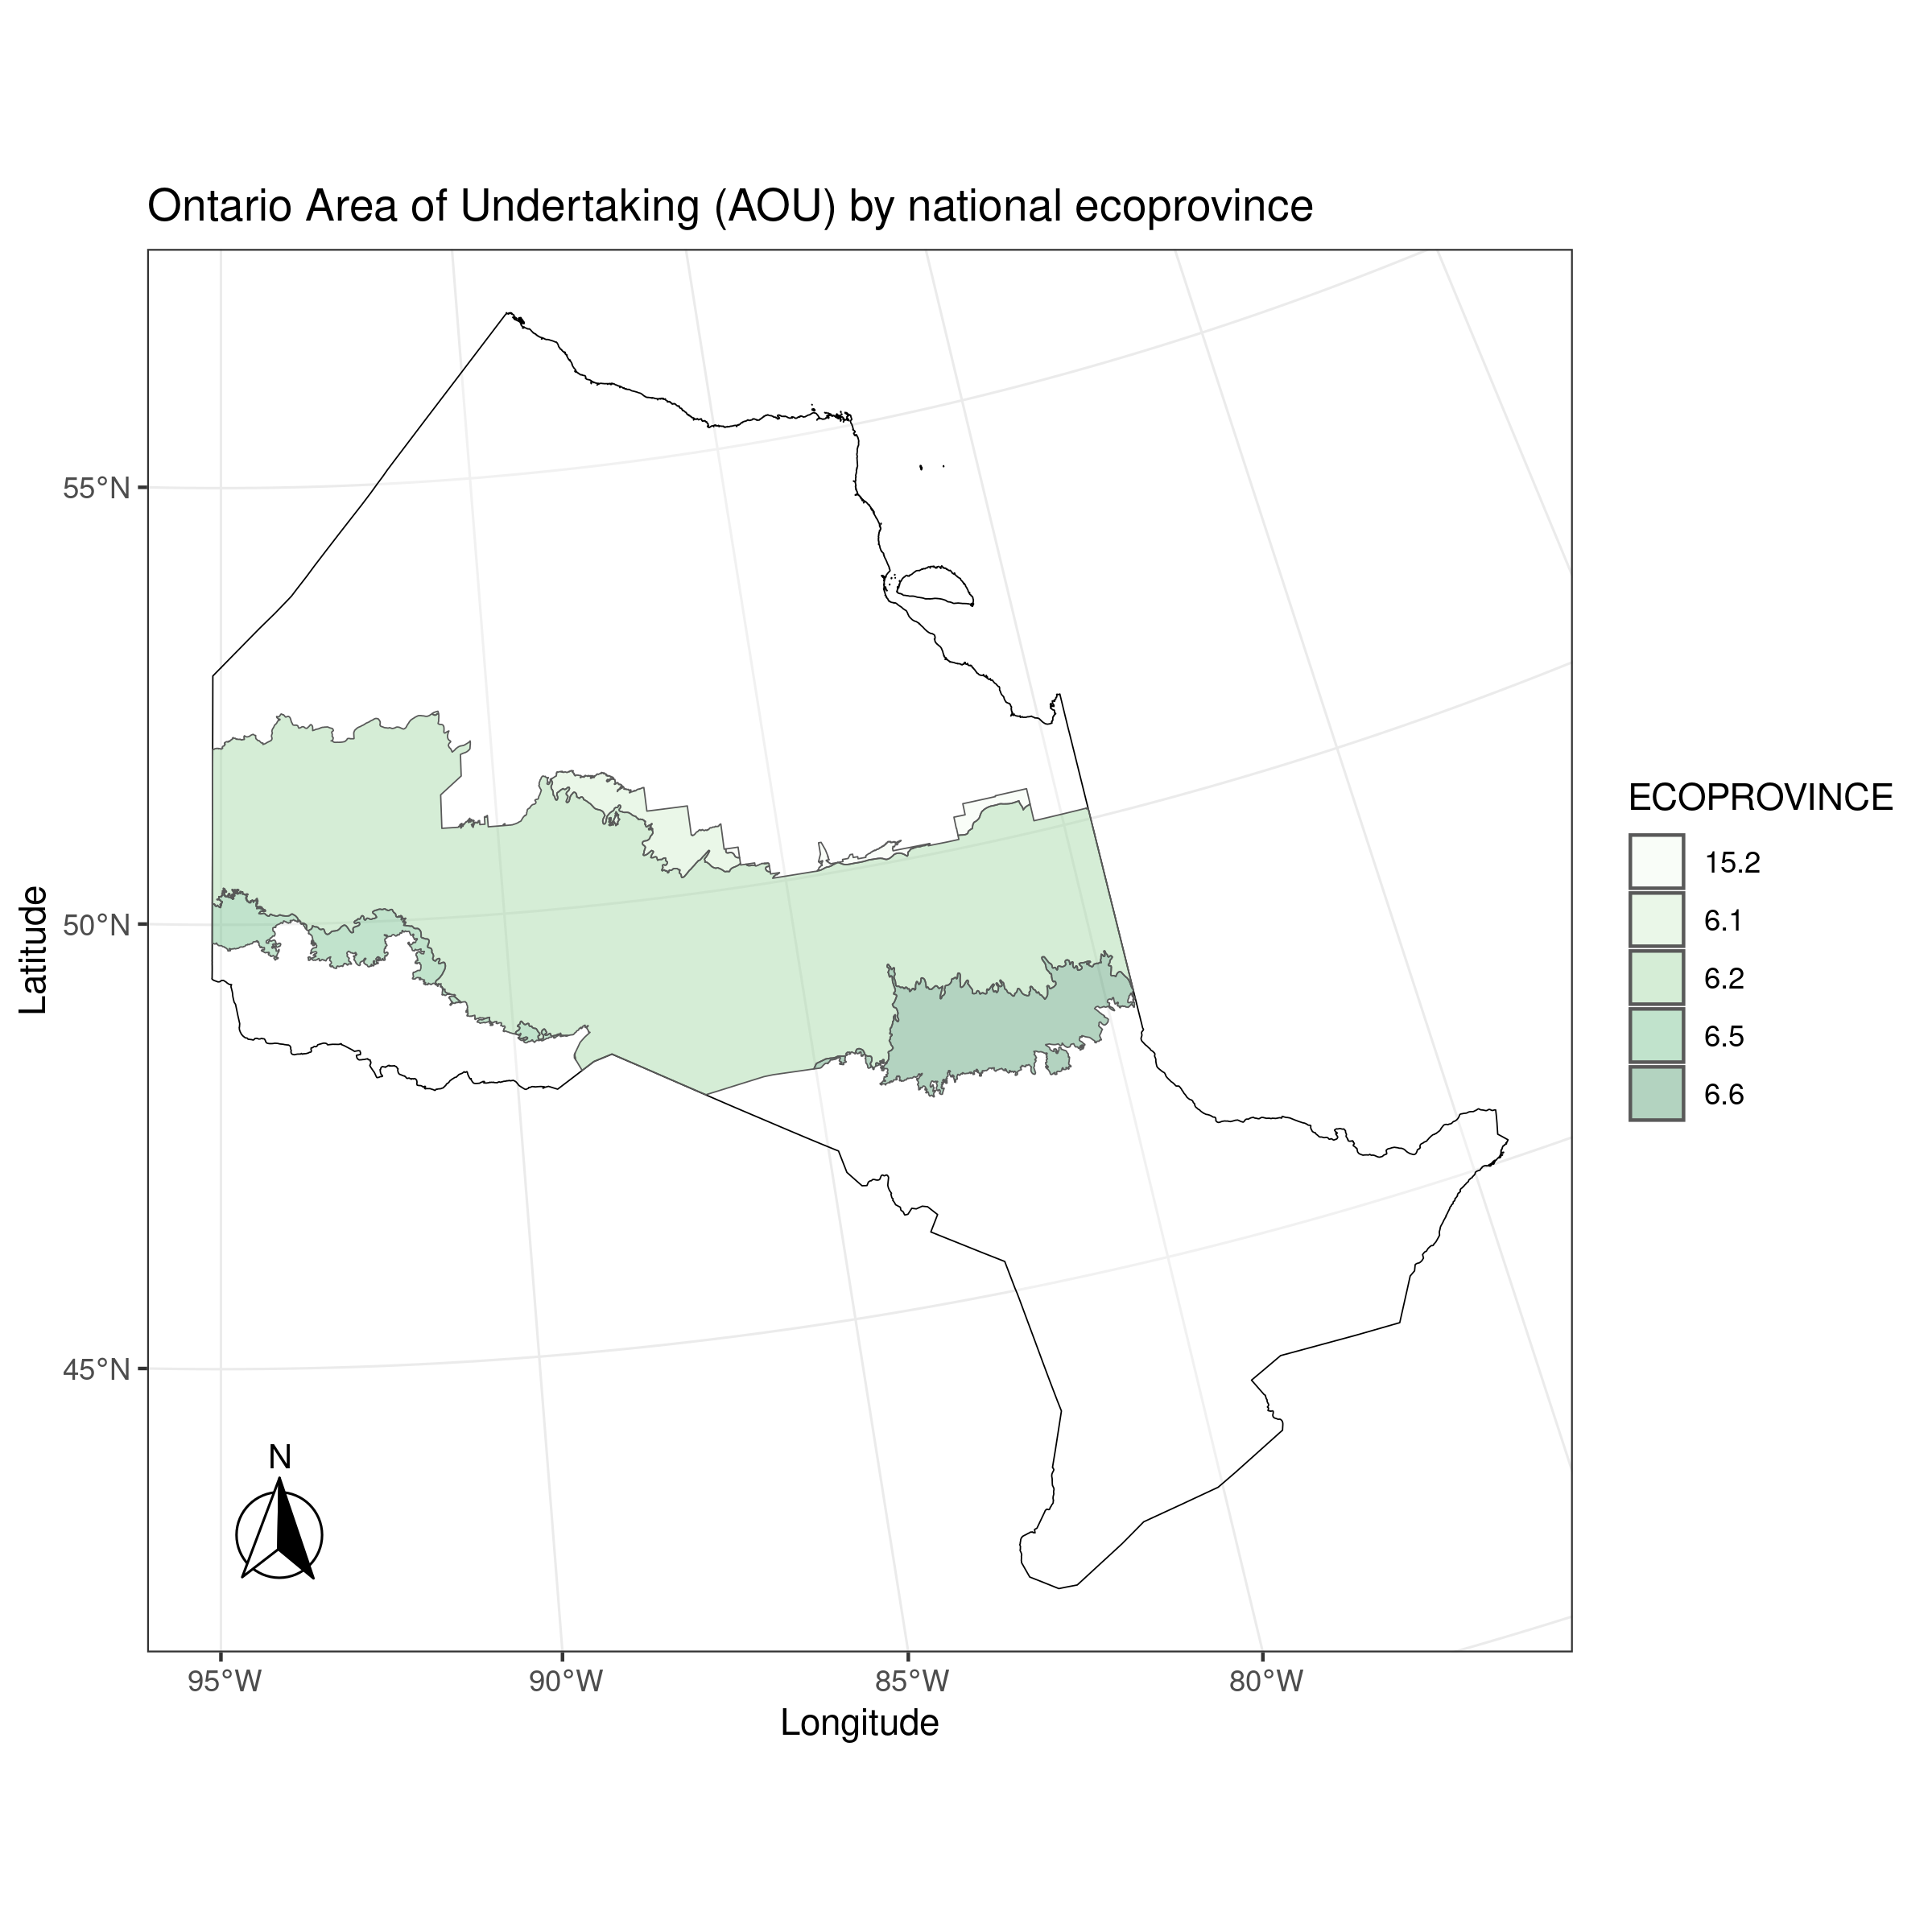 Ontario Area of Undertaking (AOU) by national ecoprovince
55°N
50°N
45°N
Latitude
N
95°W
90°W
85°W
80°W
Longitude
ECOPROVINCE
15.2
6.1
6.2
6.5
6.6